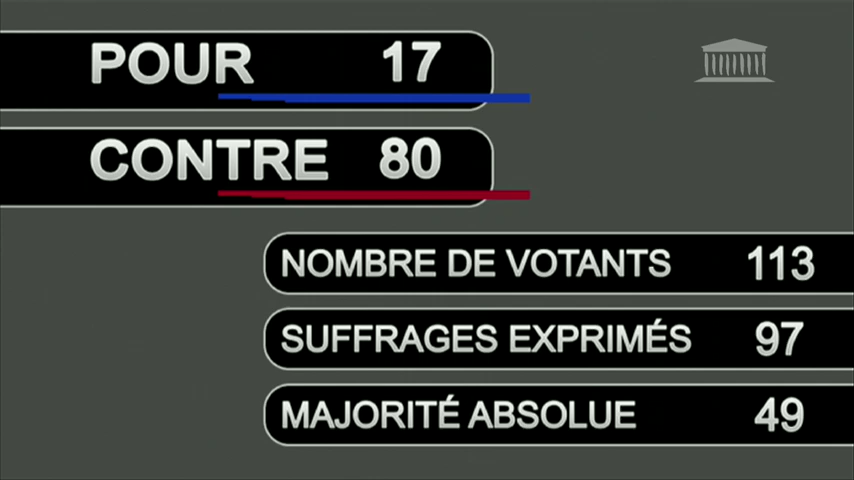 POUR 17
CONTRE 80
NOMBRE DE VOTANTS 113
SUFFRAGES EXPRIMÉS 97
MAJORITÉ ABSOLUE 49